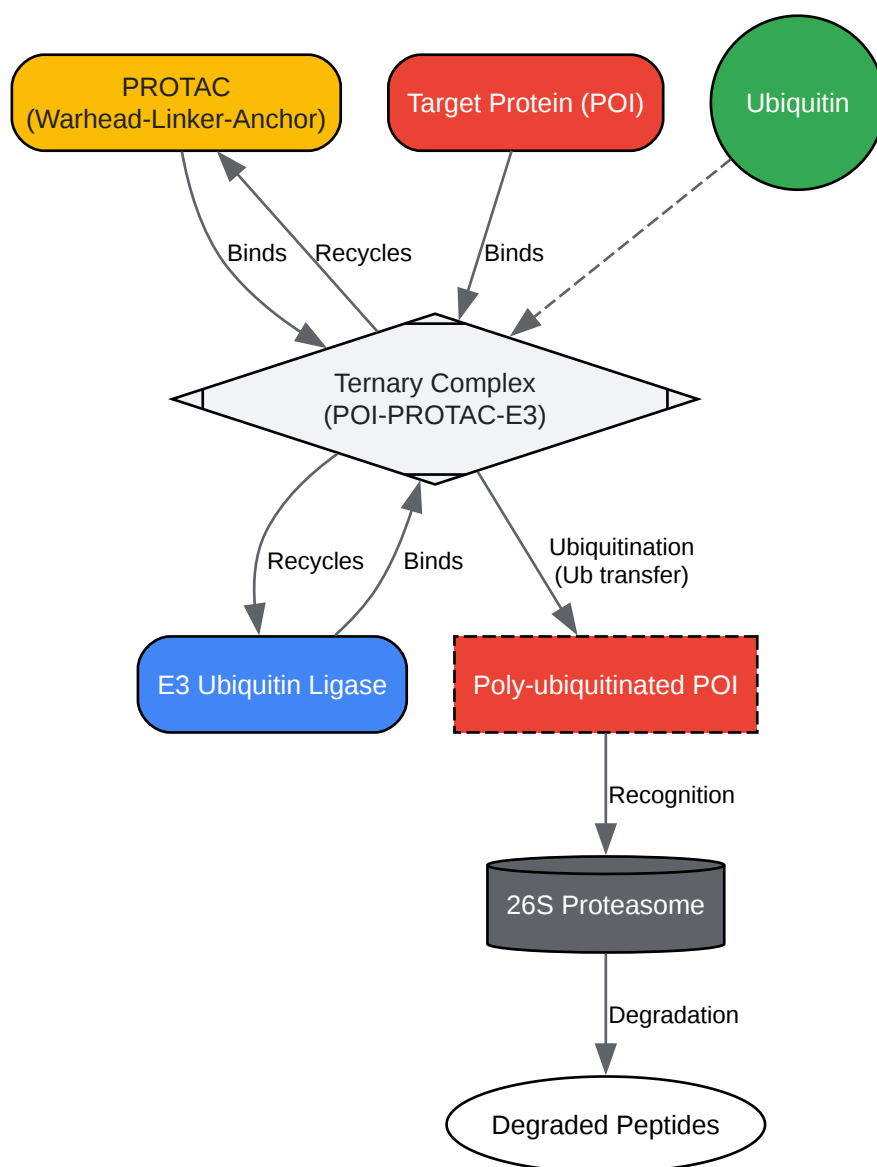 PROTAC
(Warhead-Linker-Anchor)
Target Protein (POI)
Ubiquitin
Binds
Recycles
Binds
Ternary Complex
(POI-PROTAC-E3)
Recycles
Binds
Ubiquitination
(Ub transfer)
E3 Ubiquitin Ligase
Poly-ubiquitinated POI
Recognition
26S Proteasome
Degradation
Degraded Peptides